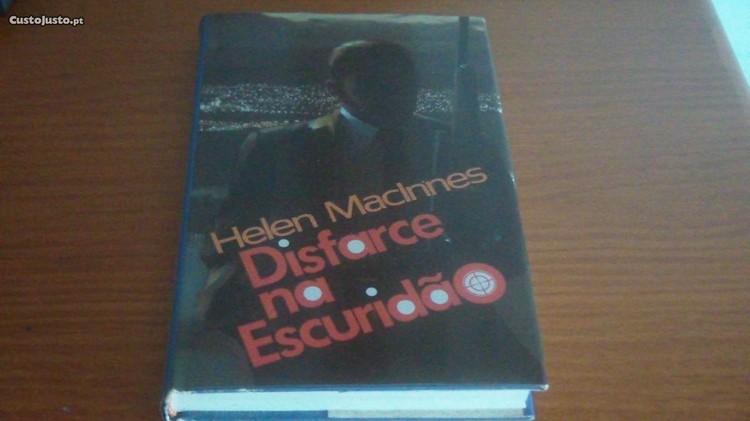 CustoJusto.pt
Helen MacInnes
Disfarce
na
Escuridão